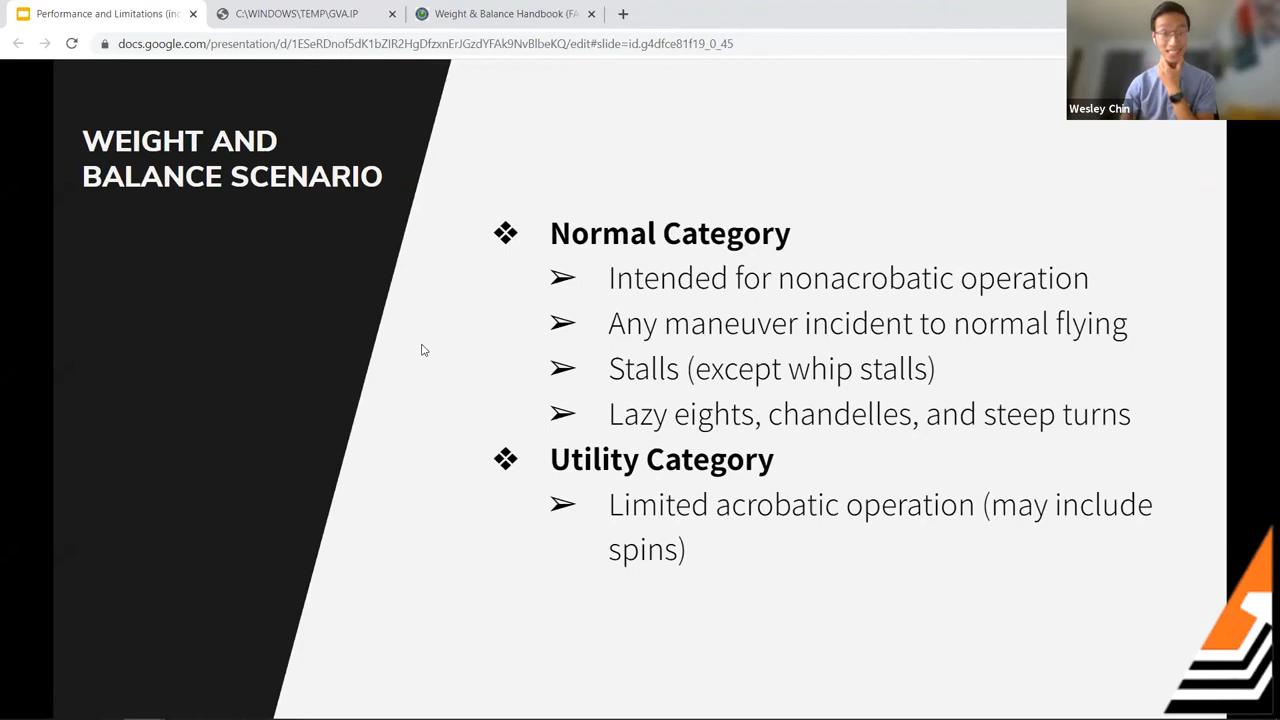 Performance and Limitations (inc
C:\WINDOWS\TEMP\GVA.IP
Weight & Balance Handbook (FA
docs.google.com/presentation/d/1ESeRDnof5dK1bZIR2HgDfzxnErJGzdYFAk9NvBlbeKQ/edit#slide=id.g4dfce81f19_0_45
Wesley Chin
WEIGHT AND
BALANCE SCENARIO
❖ Normal Category
➢ Intended for nonacrobatic operation
➢ Any maneuver incident to normal flying
➢ Stalls (except whip stalls)
➢ Lazy eights, chandelles, and steep turns
❖ Utility Category
➢ Limited acrobatic operation (may include
spins)